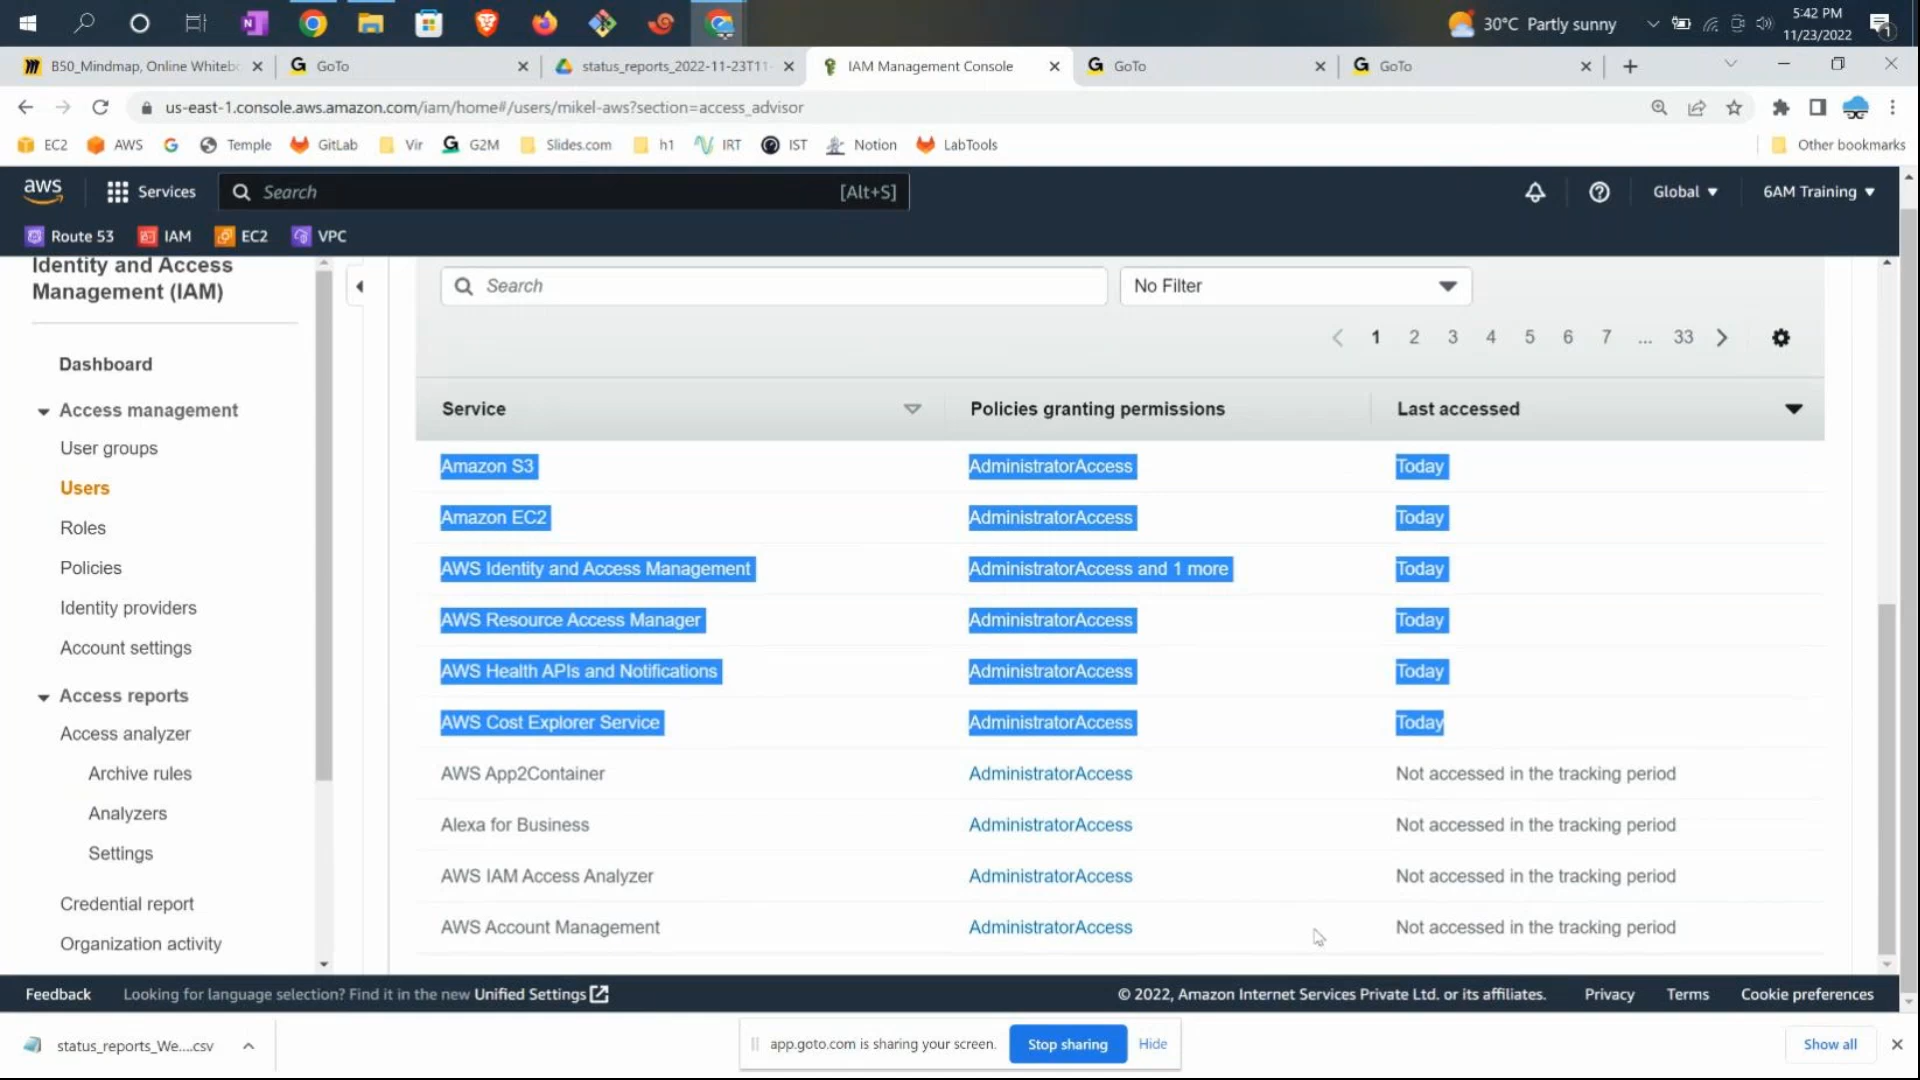 30°C Partly sunny
5:42 PM
11/23/2022
1
B50_Mindmap, Online Whitebo
GoTo
status_reports_2022-11-23T11-
IAM Management Console
GoTo
GoTo
us-east-1.console.aws.amazon.com/iam/home#/users/mikel-aws?section=access_advisor
EC2
AWS
Temple
GitLab
Vir
G2M
Slides.com
h1
IRT
IST
Notion
LabTools
Other bookmarks
aws
Services
Search
[Alt+S]
Global
6AM Training
Route 53
IAM
EC2
VPC
Identity and Access
Management (IAM)
Dashboard
Access management
User groups
Users
Roles
Policies
Identity providers
Account settings
Access reports
Access analyzer
Archive rules
Analyzers
Settings
Credential report
Organization activity
Search
No Filter
1 2 3 4 5 6 7 ... 33
Service Policies granting permissions Last accessed
Amazon S3 AdministratorAccess Today
Amazon EC2 AdministratorAccess Today
AWS Identity and Access Management AdministratorAccess and 1 more Today
AWS Resource Access Manager AdministratorAccess Today
AWS Health APIs and Notifications AdministratorAccess Today
AWS Cost Explorer Service AdministratorAccess Today
AWS App2Container AdministratorAccess Not accessed in the tracking period
Alexa for Business AdministratorAccess Not accessed in the tracking period
AWS IAM Access Analyzer AdministratorAccess Not accessed in the tracking period
AWS Account Management AdministratorAccess Not accessed in the tracking period
Feedback
Looking for language selection? Find it in the new Unified Settings
© 2022, Amazon Internet Services Private Ltd. or its affiliates.
Privacy
Terms
Cookie preferences
status_reports_We....csv
app.goto.com is sharing your screen.
Stop sharing
Hide
Show all